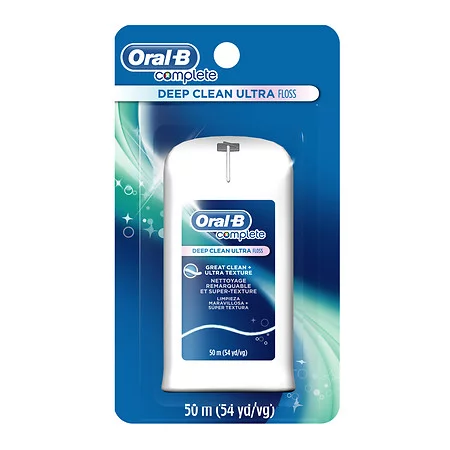 Oral-B
complete
DEEP CLEAN ULTRA FLOSS
Oral-B
complete
DEEP CLEAN ULTRA FLOSS
GREAT CLEAN +
ULTRA TEXTURE
NETTOYAGE
REMARQUABLE
ET SUPER-TEXTURE
LIMPIEZA
MARAVILLOSA +
SÚPER TEXTURA
50 m (54 yd/vg)
50 m (54 yd/vg)